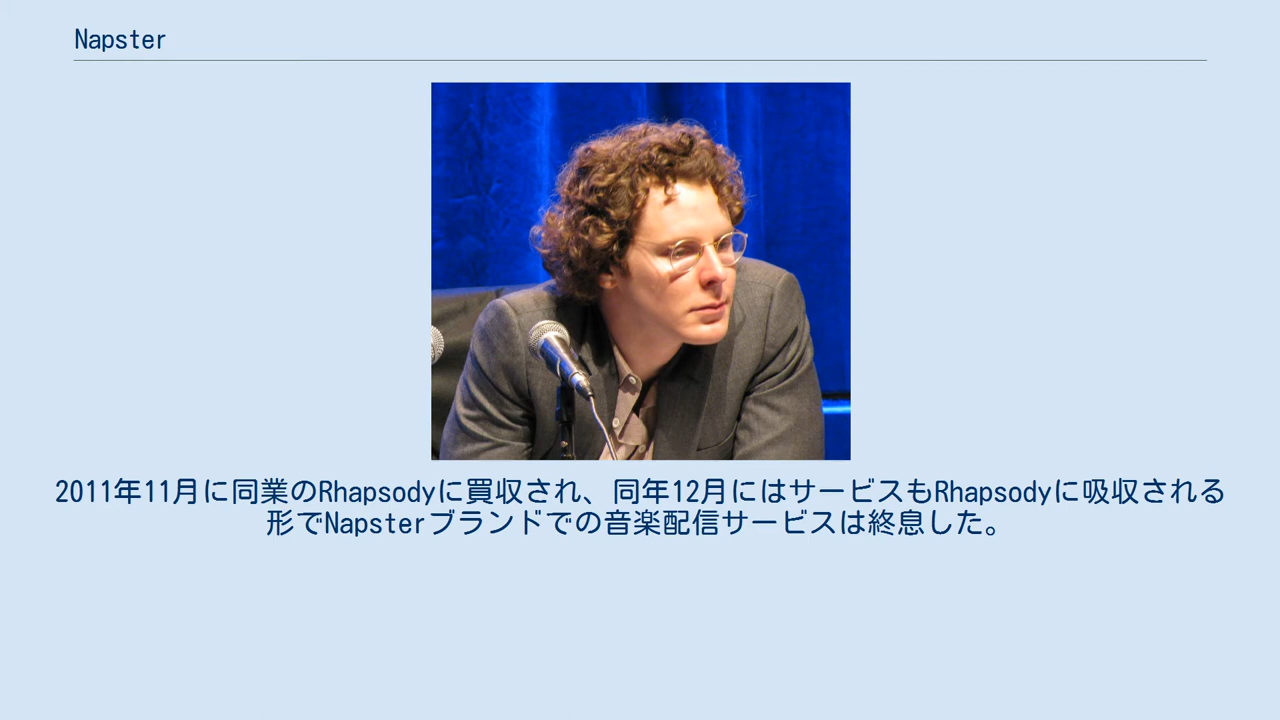 Napster
2011年11月に同業のRhapsodyに買収され、同年12月にはサービスもRhapsodyに吸収される
形でNapsterブランドでの音楽配信サービスは終息した。